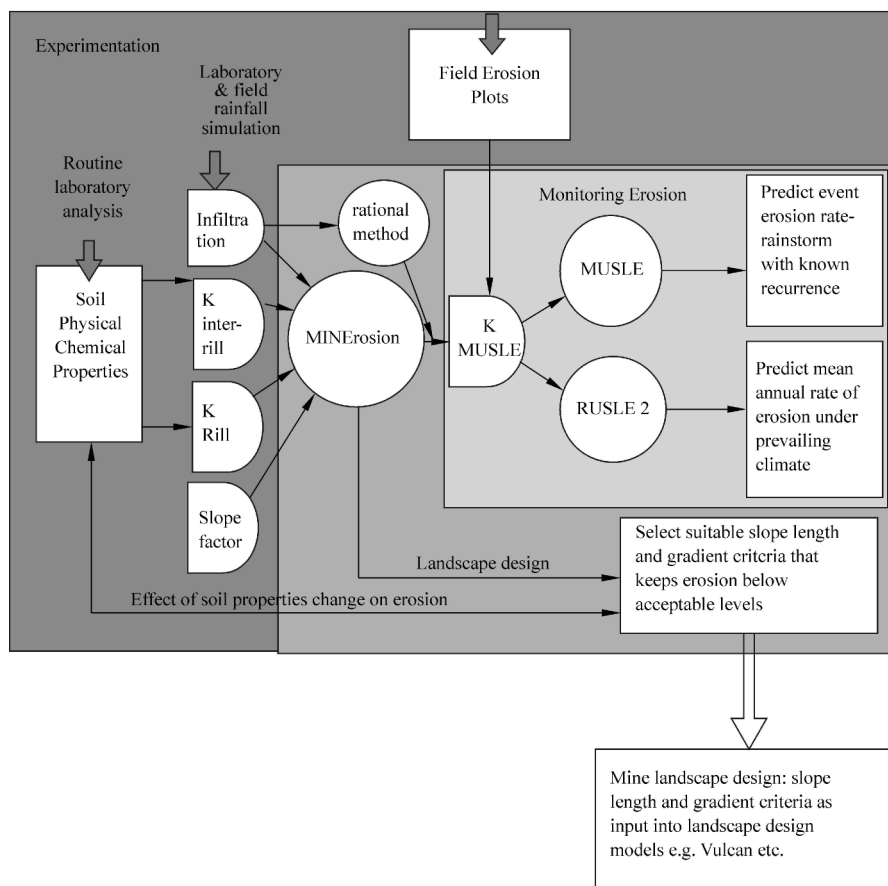 Experimentation
Laboratory
& field
rainfall
simulation
Routine
laboratory
analysis
Field Erosion
Plots
Soil
Physical
Chemical
Properties
Infiltra
tion
K
inter-
rill
K
Rill
Slope
factor
rational
method
MINErosion
Monitoring Erosion
K
MUSLE
MUSLE
RUSLE 2
Predict event
erosion rate-
rainstorm
with known
recurrence
Predict mean
annual rate of
erosion under
prevailing
climate
Landscape design
Effect of soil properties change on erosion
Select suitable slope length
and gradient critcria that
keeps erosion below
acceptable levels
Mine landscape design: slope
length and gradient criteria as
input into landscape design
models e.g. Vulcan etc.